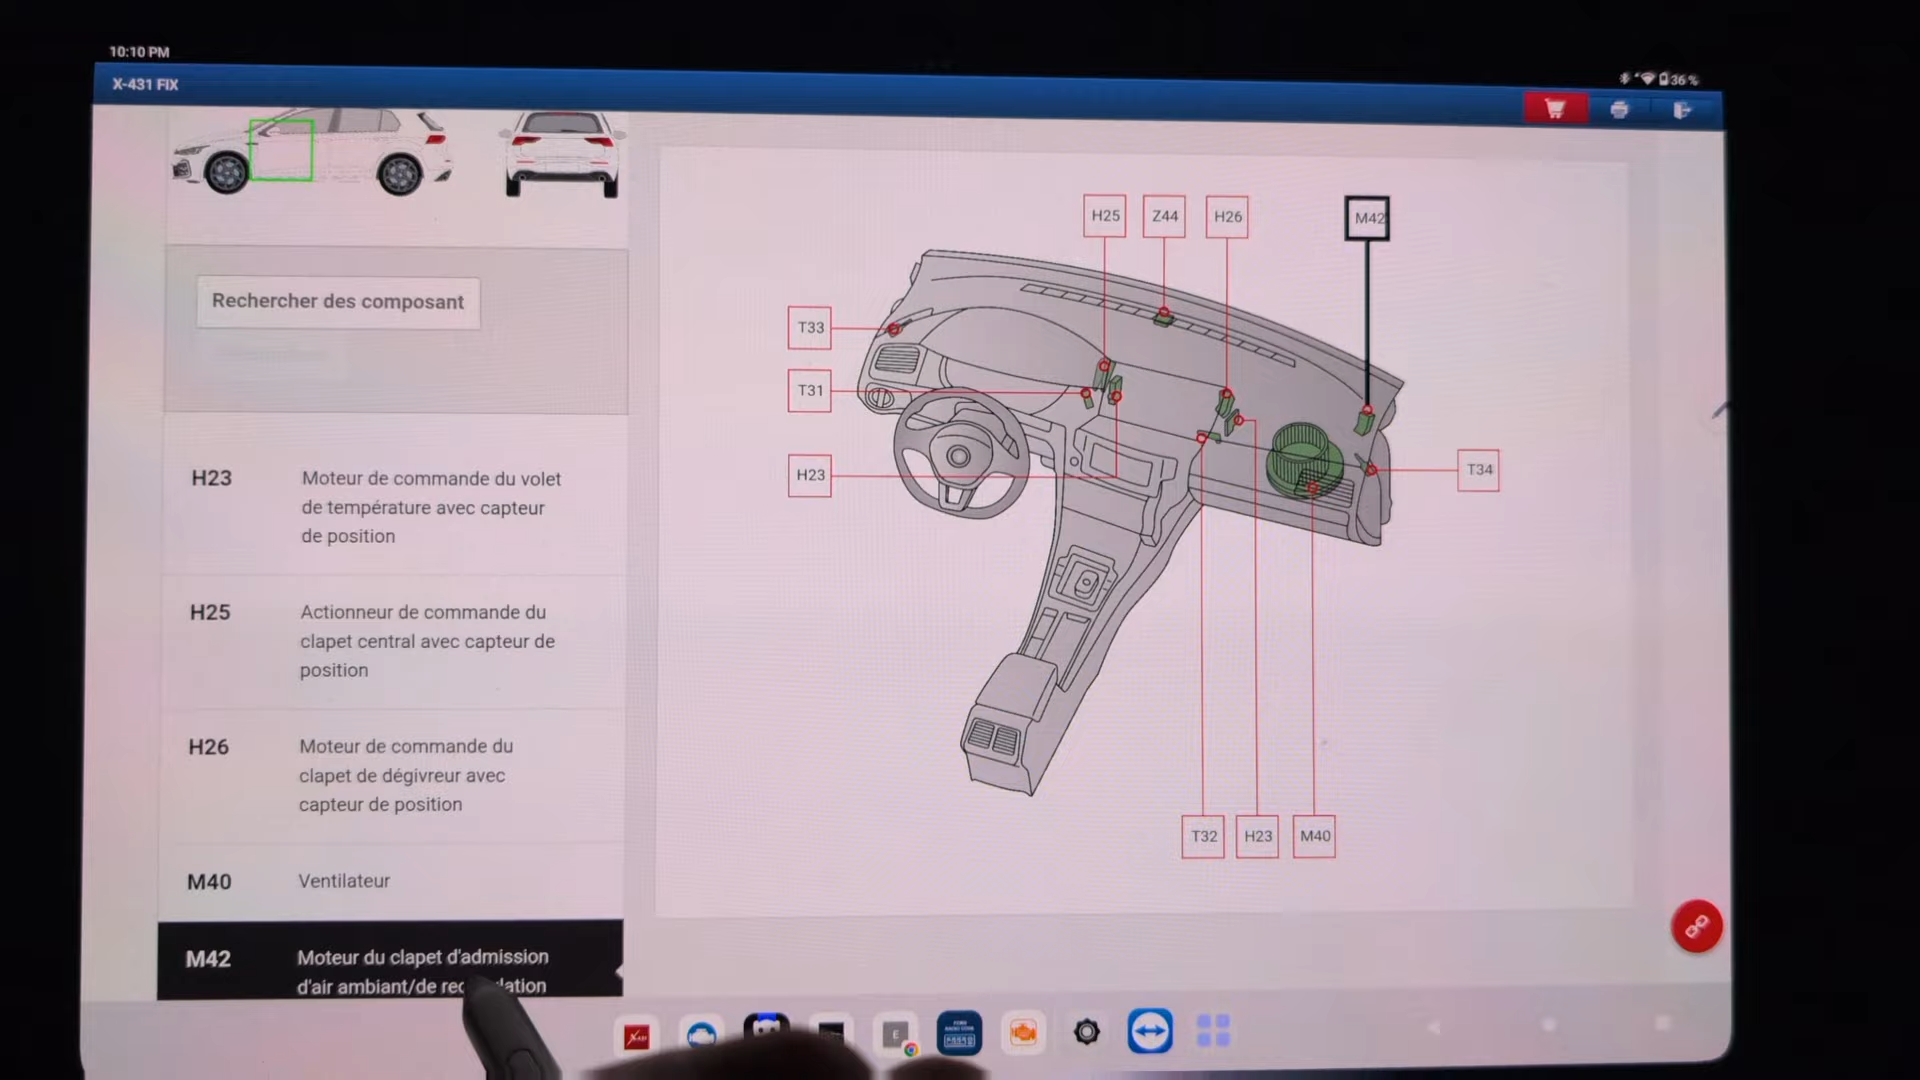 10:10 PM
36 %
X-431 FIX
Rechercher des composant
H23 Moteur de commande du volet
de température avec capteur
de position
H25 Actionneur de commande du
clapet central avec capteur de
position
H26 Moteur de commande du
clapet de dégivreur avec
capteur de position
M40 Ventilateur
M42 Moteur du clapet d'admission
d'air ambiant/de
H25 Z44 H26 M42
T33
T31
H23
T34
T32 H23 M40